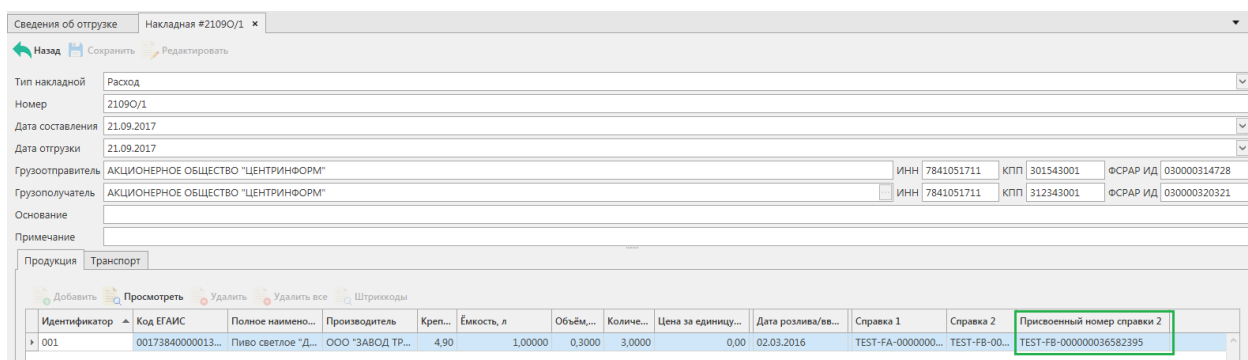 Сведения об отгрузке Накладная #2109О/1 ×
Назад Сохранить Редактировать
Тип накладной Расход
Номер 2109О/1
Дата составления 21.09.2017
Дата отгрузки 21.09.2017
Грузоотправитель АКЦИОНЕРНОЕ ОБЩЕСТВО "ЦЕНТРИНФОРМ" ИНН 7841051711 КПП 301543001 ФСРАР ИД 030000314728
Грузополучатель АКЦИОНЕРНОЕ ОБЩЕСТВО "ЦЕНТРИНФОРМ" ... ИНН 7841051711 КПП 312343001 ФСРАР ИД 030000320321
Основание
Примечание
Продукция Транспорт
Добавить Просмотреть Удалить Удалить все Штрихкоды
Идентификатор Код ЕГАИС Полное наимено... Производитель Креп... Ёмкость, л Объём,... Количе... Цена за единицу... Дата розлива/вв... Справка 1 Справка 2 Присвоенный номер справки 2
001 00173840000013... Пиво светлое "Д... ООО "ЗАВОД ТР... 4,90 1,00000 0,3000 3,0000 0,00 02.03.2016 TEST-FA-0000000... TEST-FB-00... TEST-FB-000000036582395